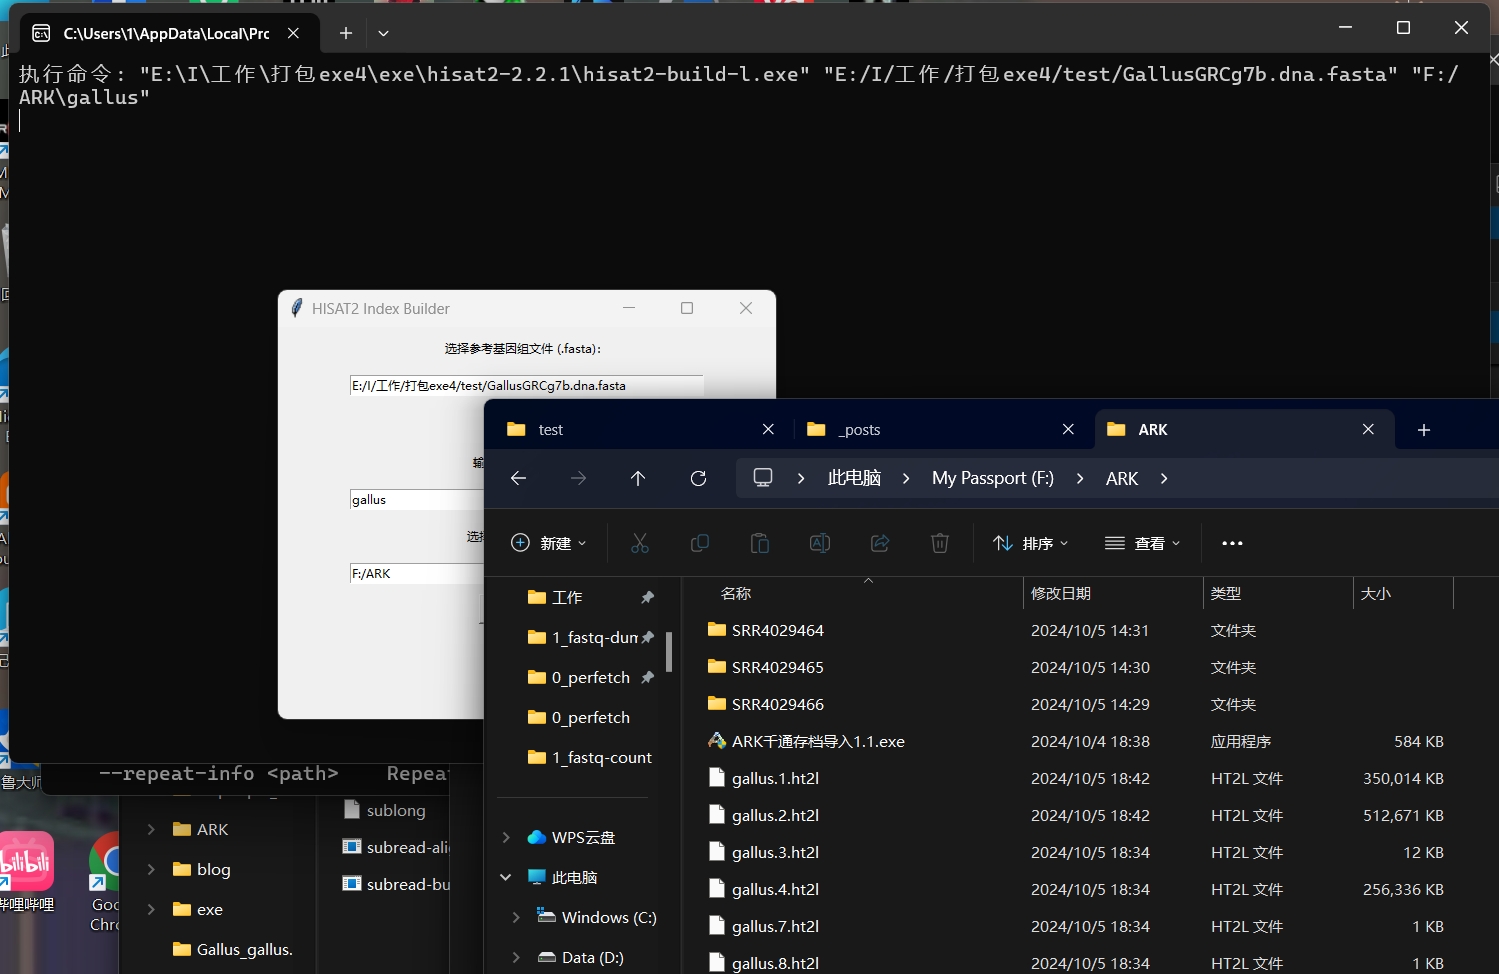 C:\Users\1\AppData\Local\Prc
执行命令: "E:\I\工作\打包exe4\exe\hisat2-2.2.1\hisat2-build-l.exe" "E:/I/工作/打包exe4/test/GallusGRCg7b.dna.fasta" "F:/
ARK\gallus"
HISAT2 Index Builder
选择参考基因组文件 (.fasta):
E:/I/工作/打包exe4/test/GallusGRCg7b.dna.fasta
输
gallus
选择
F:/ARK
test
_posts
ARK
此电脑 > My Passport (F:) > ARK >
新建
排序
查看
名称 修改日期 类型 大小
工作
1_fastq-dum
0_perfetch
0_perfetch
1_fastq-count
WPS云盘
此电脑
Windows (C:)
Data (D:)
SRR4029464 2024/10/5 14:31 文件夹
SRR4029465 2024/10/5 14:30 文件夹
SRR4029466 2024/10/5 14:29 文件夹
ARK千通存档导入1.1.exe 2024/10/4 18:38 应用程序 584 KB
gallus.1.ht2l 2024/10/5 18:42 HT2L 文件 350,014 KB
gallus.2.ht2l 2024/10/5 18:42 HT2L 文件 512,671 KB
gallus.3.ht2l 2024/10/5 18:34 HT2L 文件 12 KB
gallus.4.ht2l 2024/10/5 18:34 HT2L 文件 256,336 KB
gallus.7.ht2l 2024/10/5 18:34 HT2L 文件 1 KB
gallus.8.ht2l 2024/10/5 18:34 HT2L 文件 1 KB
--repeat-info <path> Repea
鲁大师
ARK
blog
exe
Gallus_gallus.
sublong
subread-ali
subread-bu
bilibili
哔哩哔哩
Goo
Chro